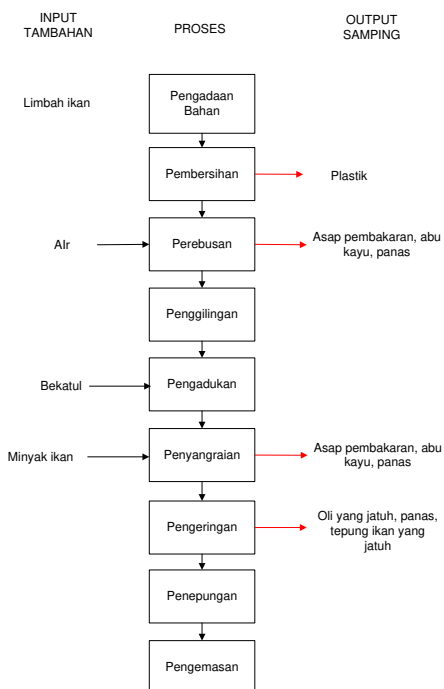 INPUT
TAMBAHAN
PROSES
OUTPUT
SAMPING
Limbah ikan
Pengadaan
Bahan
Pembersihan
Plastik
AIr
Perebusan
Asap pembakaran, abu
kayu, panas
Penggilingan
Bekatul
Pengadukan
Minyak ikan
Penyangraian
Asap pembakaran, abu
kayu, panas
Pengeringan
Oli yang jatuh, panas,
tepung ikan yang
jatuh
Penepungan
Pengemasan